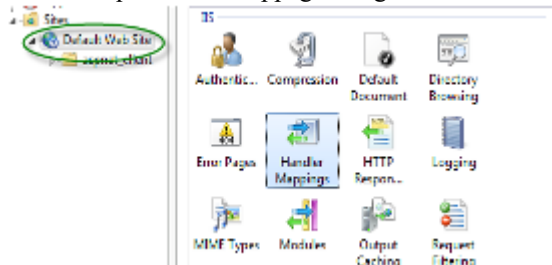 Sites
Default Web Site
aspnet_client
IIS
Authentic... Compression Default Document Directory Browsing
Error Pages Handler Mappings HTTP Respon... Logging
MIME Types Modules Output Caching Request Filtering